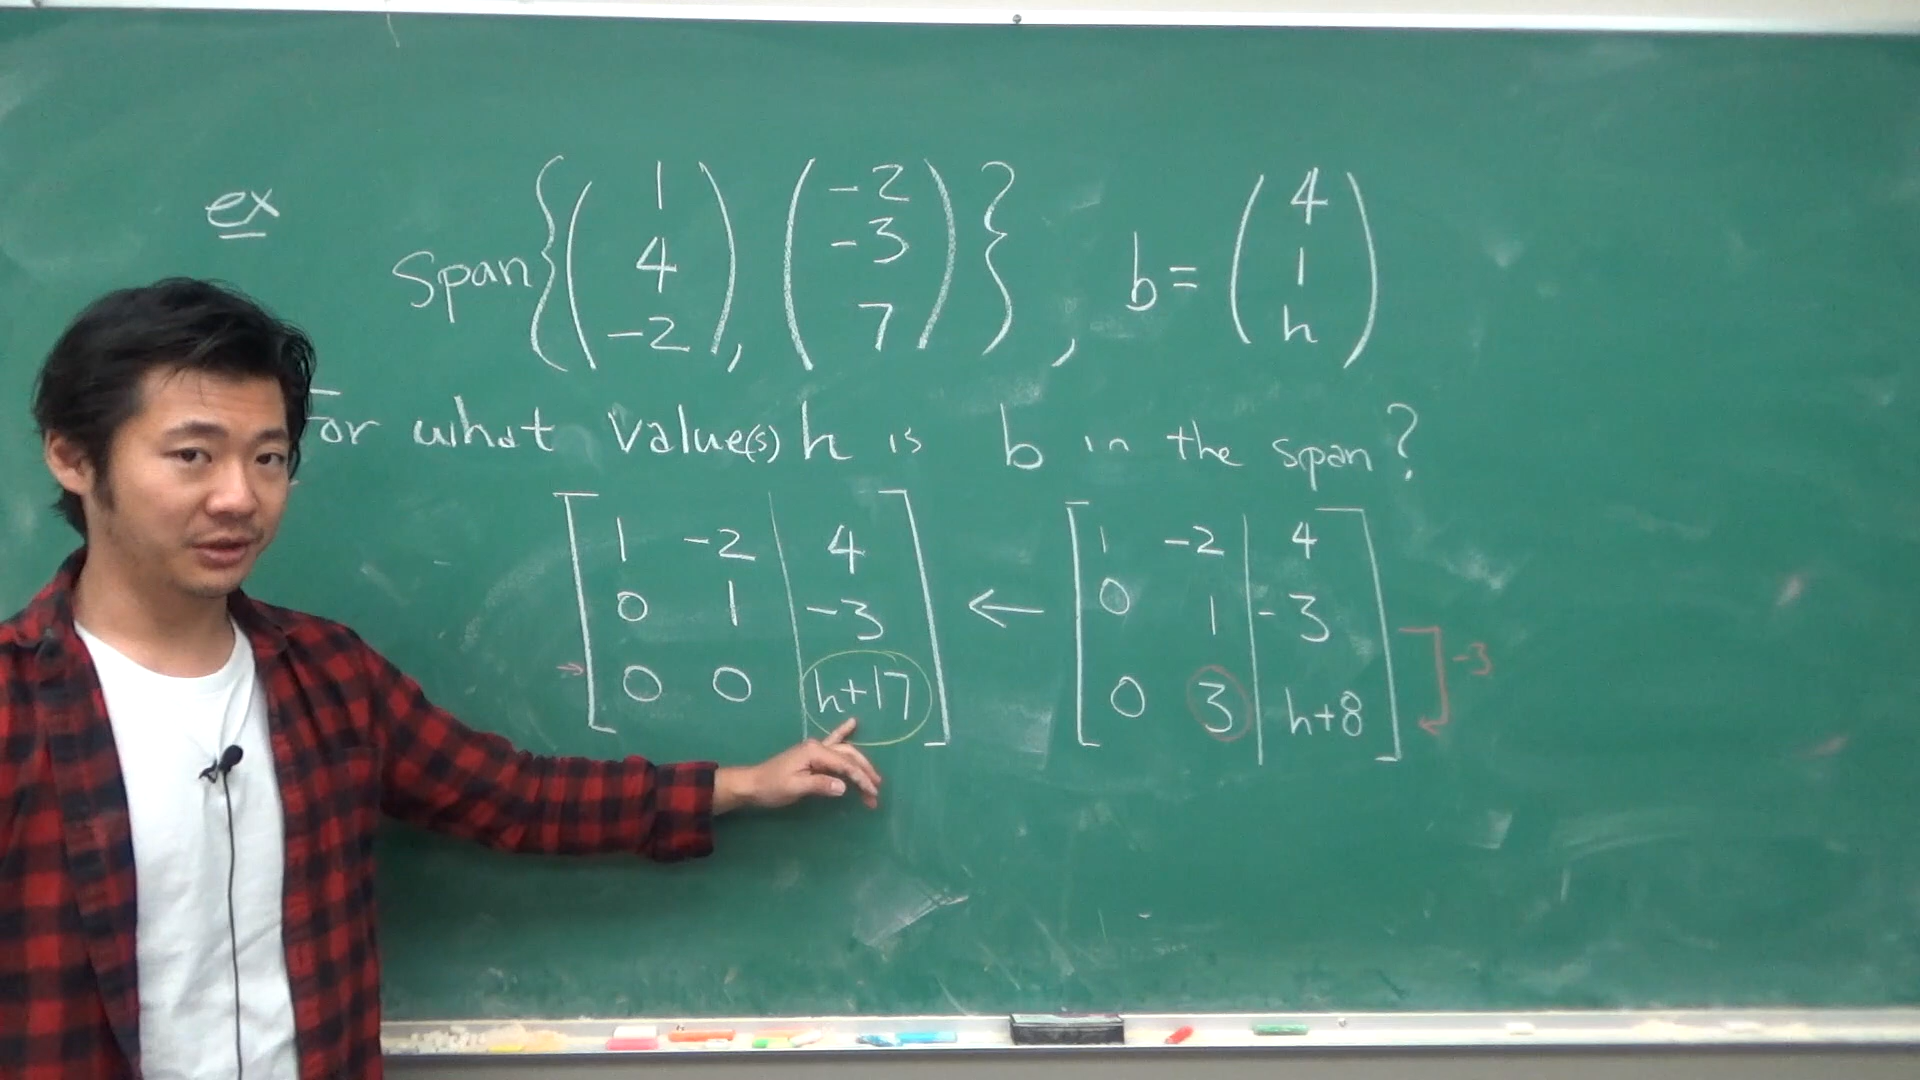 ex
Span{(1 4 -2), (-2 -3 7)}, b=(4 1 h)
For what value(s) h is b in the span?
[1 -2 | 4] ← [1 -2 | 4]
[0 1 | -3] [0 1 | -3]
→ [0 0 | h+17] [0 3 | h+8] -3